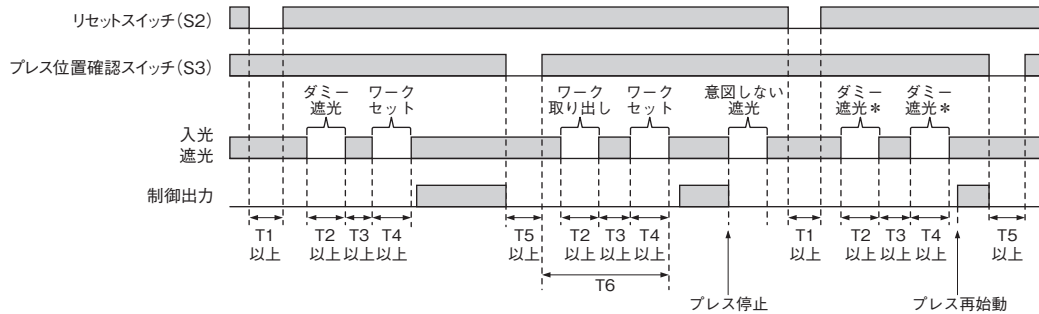 リセットスイッチ(S2)
プレス位置確認スイッチ(S3)
ダミー
遮光
ワーク
セット
ワーク
取り出し
ワーク
セット
意図しない
遮光
ダミー
遮光＊
ダミー
遮光＊
入光
遮光
制御出力
T1
以上
T2
以上
T3
以上
T4
以上
T5
以上
T2
以上
T3
以上
T4
以上
T1
以上
T2
以上
T3
以上
T4
以上
T5
以上
T6
プレス停止
プレス再始動